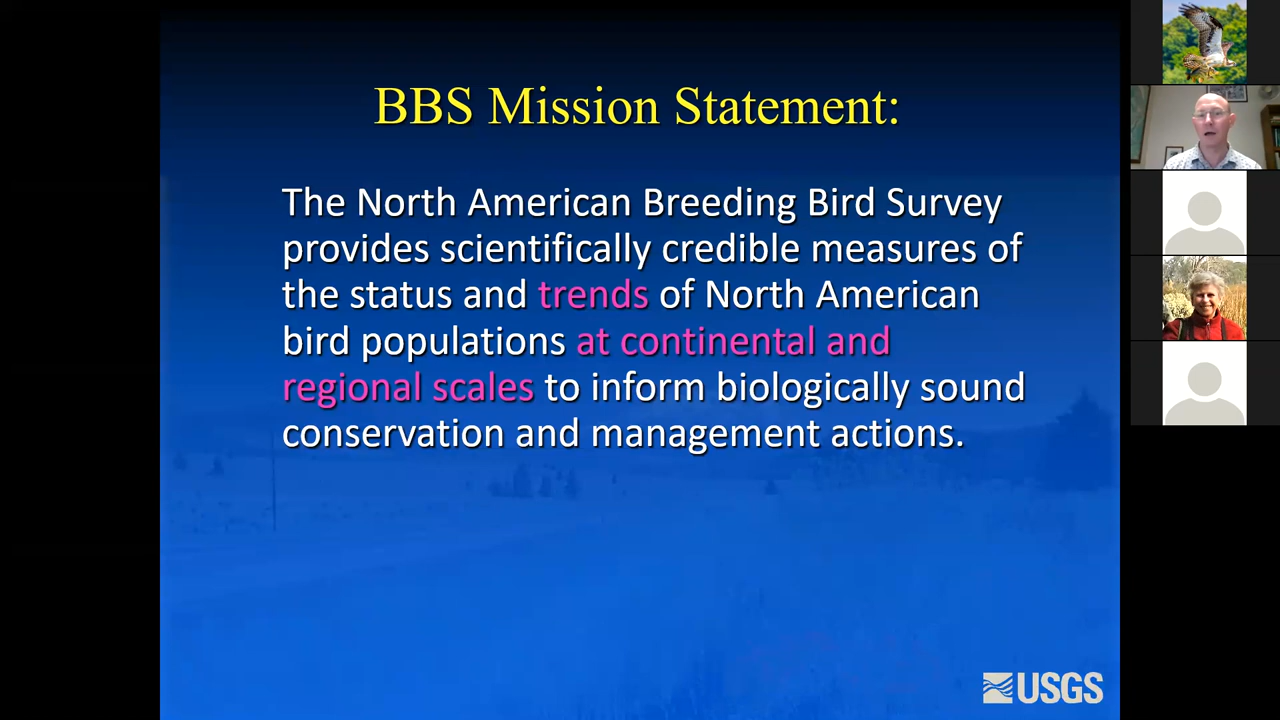 BBS Mission Statement:
The North American Breeding Bird Survey
provides scientifically credible measures of
the status and trends of North American
bird populations at continental and
regional scales to inform biologically sound
conservation and management actions.
USGS